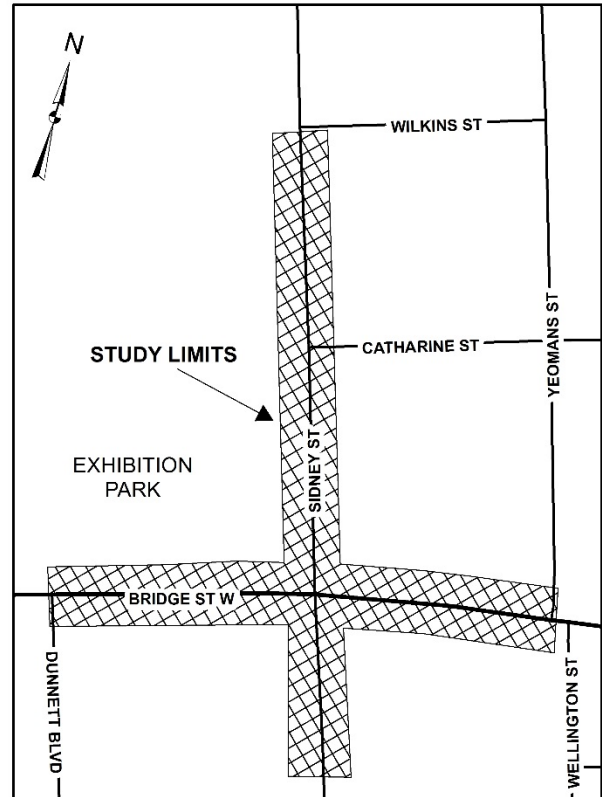 N
WILKINS ST
CATHARINE ST
YEOMANS ST
STUDY LIMITS
SIDNEY ST
EXHIBITION
PARK
BRIDGE ST W
DUNNETT BLVD
WELLINGTON ST